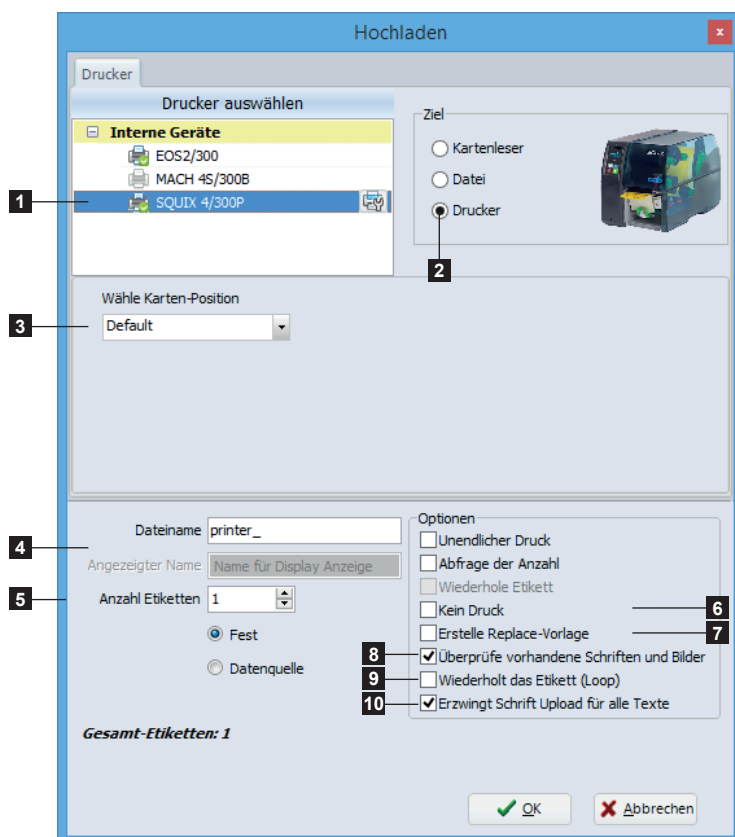 Hochladen
x
Drucker
Drucker auswählen
Interne Geräte
EOS2/300
MACH 4S/300B
1
SQUIX 4/300P
Ziel
Kartenleser
Datei
Drucker
2
Wähle Karten-Position
3
Default
4
Dateiname printer_
Angezeigter Name Name für Display Anzeige
5
Anzahl Etiketten 1
Fest
Datenquelle
Gesamt-Etiketten: 1
Optionen
Unendlicher Druck
Abfrage der Anzahl
Wiederhole Etikett
Kein Druck 6
Erstelle Replace-Vorlage 7
8 Überprüfe vorhandene Schriften und Bilder
9 Wiederholt das Etikett (Loop)
10 Erzwingt Schrift Upload für alle Texte
OK
Abbrechen